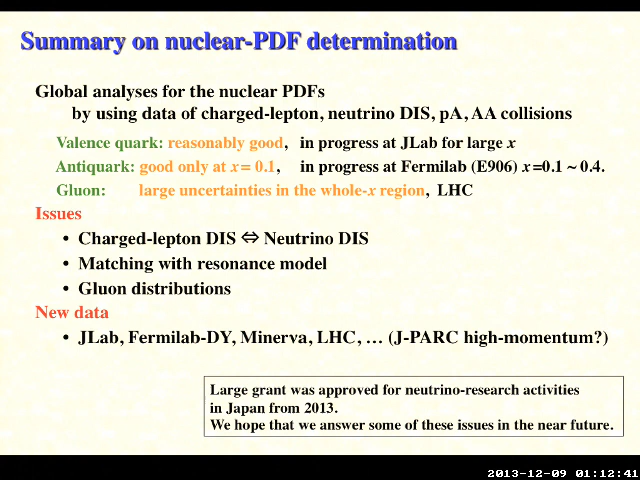 Summary on nuclear-PDF determination
Global analyses for the nuclear PDFs
by using data of charged-lepton, neutrino DIS, pA, AA collisions
Valence quark: reasonably good, in progress at JLab for large x
Antiquark: good only at x = 0.1, in progress at Fermilab (E906) x =0.1 ~ 0.4.
Gluon: large uncertainties in the whole-x region, LHC
Issues
• Charged-lepton DIS ⇔ Neutrino DIS
• Matching with resonance model
• Gluon distributions
New data
• JLab, Fermilab-DY, Minerva, LHC, … (J-PARC high-momentum?)
Large grant was approved for neutrino-research activities
in Japan from 2013.
We hope that we answer some of these issues in the near future.
2013-12-09 01:12:41